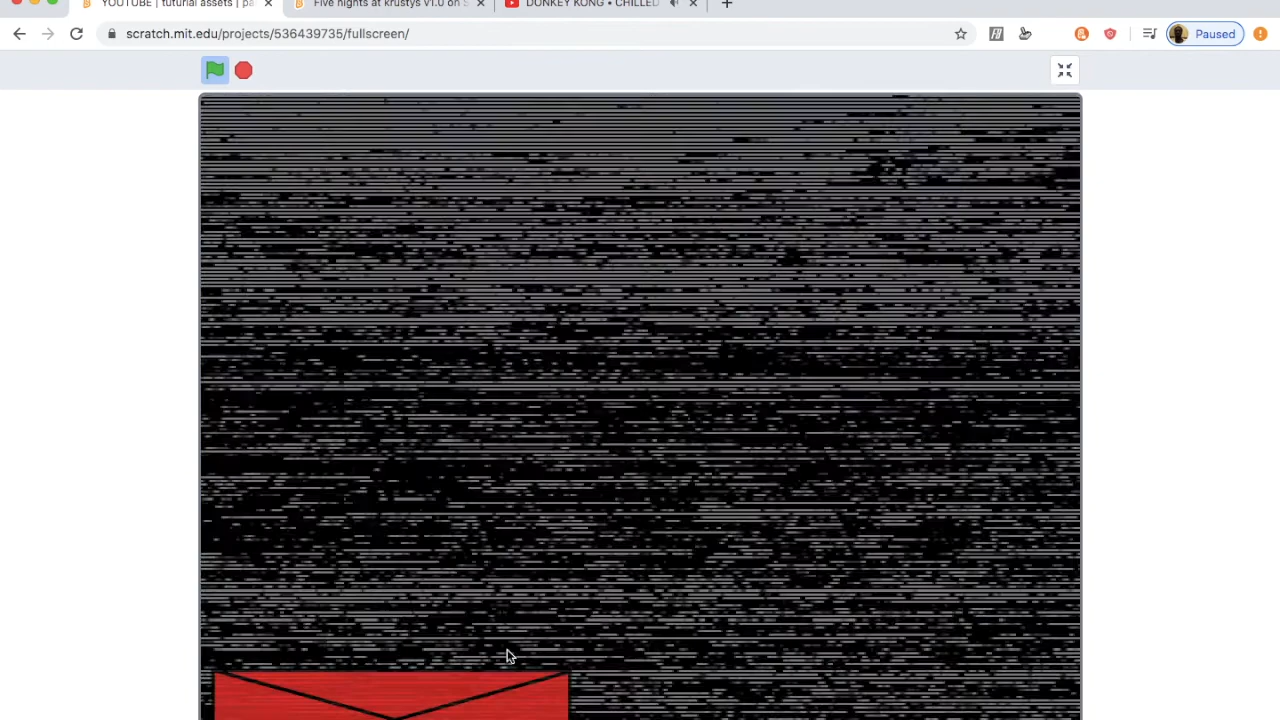 YOUTUBE | tuturial assets | pa
Five nights at krustys v1.0 on S
DONKEY KONG • CHILLED
scratch.mit.edu/projects/536439735/fullscreen/
Paused